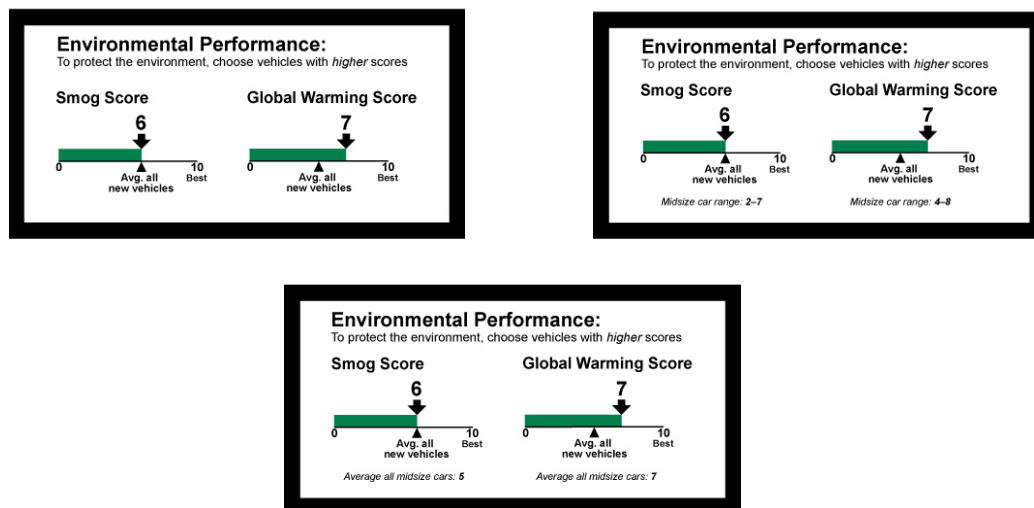 Environmental Performance:
To protect the environment, choose vehicles with higher scores
Smog Score
Global Warming Score
6
7
0
10
Best
Avg. all
new vehicles
0
10
Best
Avg. all
new vehicles
Environmental Performance:
To protect the environment, choose vehicles with higher scores
Smog Score
Global Warming Score
6
7
0
10
Best
Avg. all
new vehicles
0
10
Best
Avg. all
new vehicles
Midsize car range: 2–7
Midsize car range: 4–8
Environmental Performance:
To protect the environment, choose vehicles with higher scores
Smog Score
Global Warming Score
6
7
0
10
Best
Avg. all
new vehicles
0
10
Best
Avg. all
new vehicles
Average all midsize cars: 5
Average all midsize cars: 7